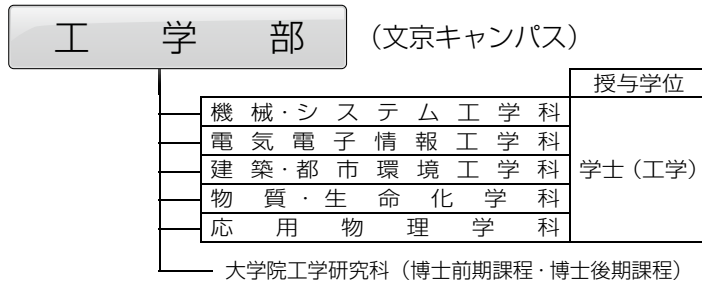 工学部 (文京キャンパス)
授与学位
機械・システム工学科
電気電子情報工学科
建築・都市環境工学科
学士(工学)
物質・生命化学科
応用物理学科
大学院工学研究科(博士前期課程・博士後期課程)